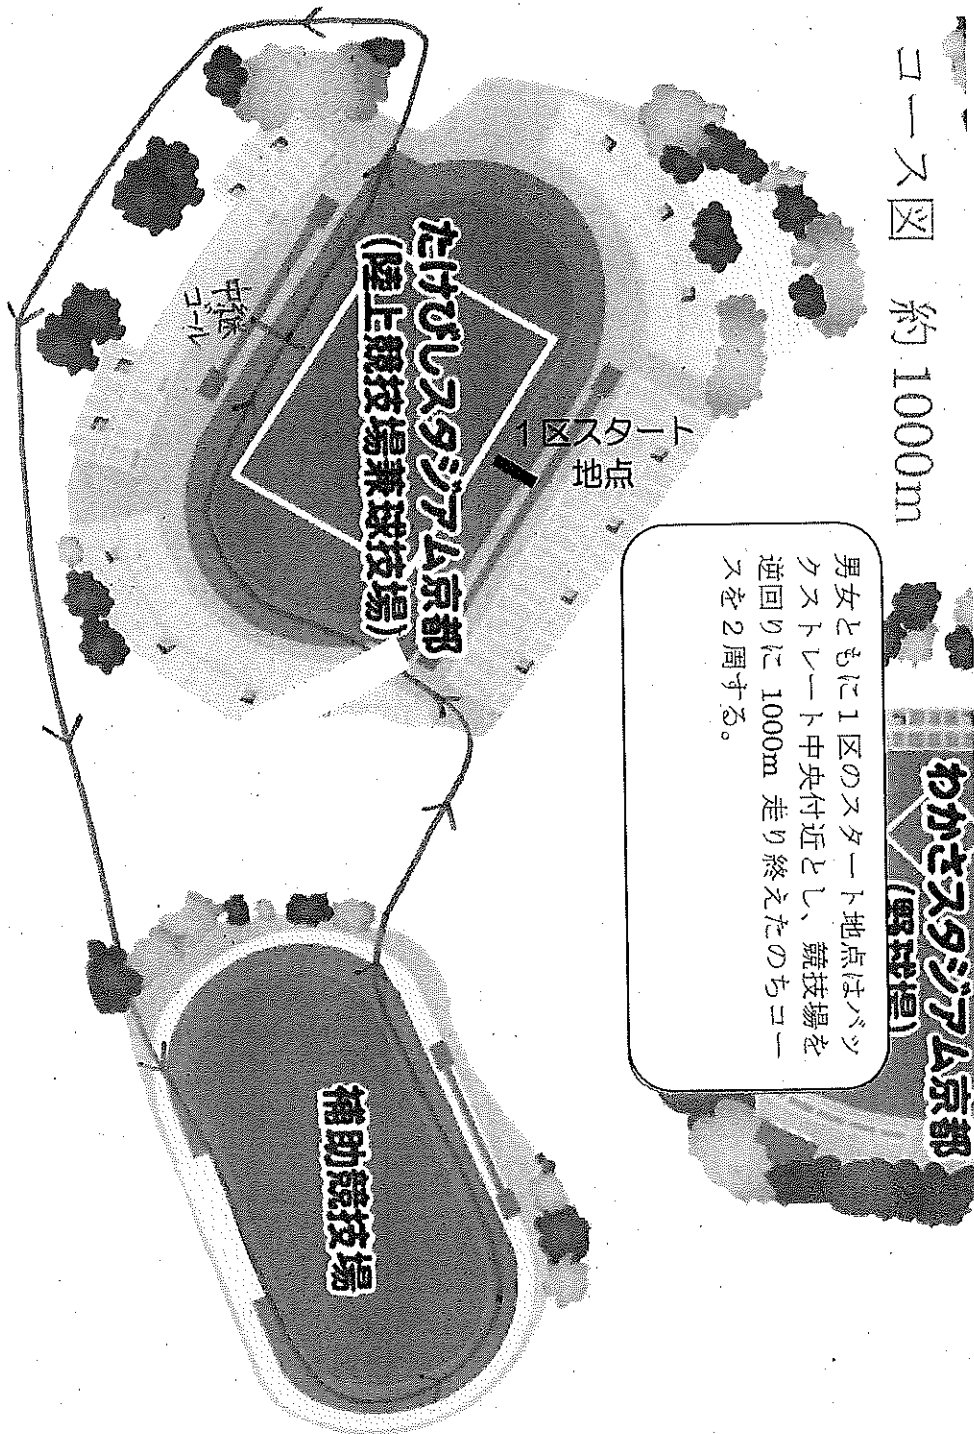 コース図　約 1000m
わかさスタジアム京都
(野球場)
男女ともに１区のスタート地点はバッ
クストレート中央付近とし、競技場を
逆回りに 1000m 走り終えたのちコー
スを２周する。
１区スタート
地点
たけびしスタジアム京都
(陸上競技場兼球技場)
中継
ゴール
補助競技場